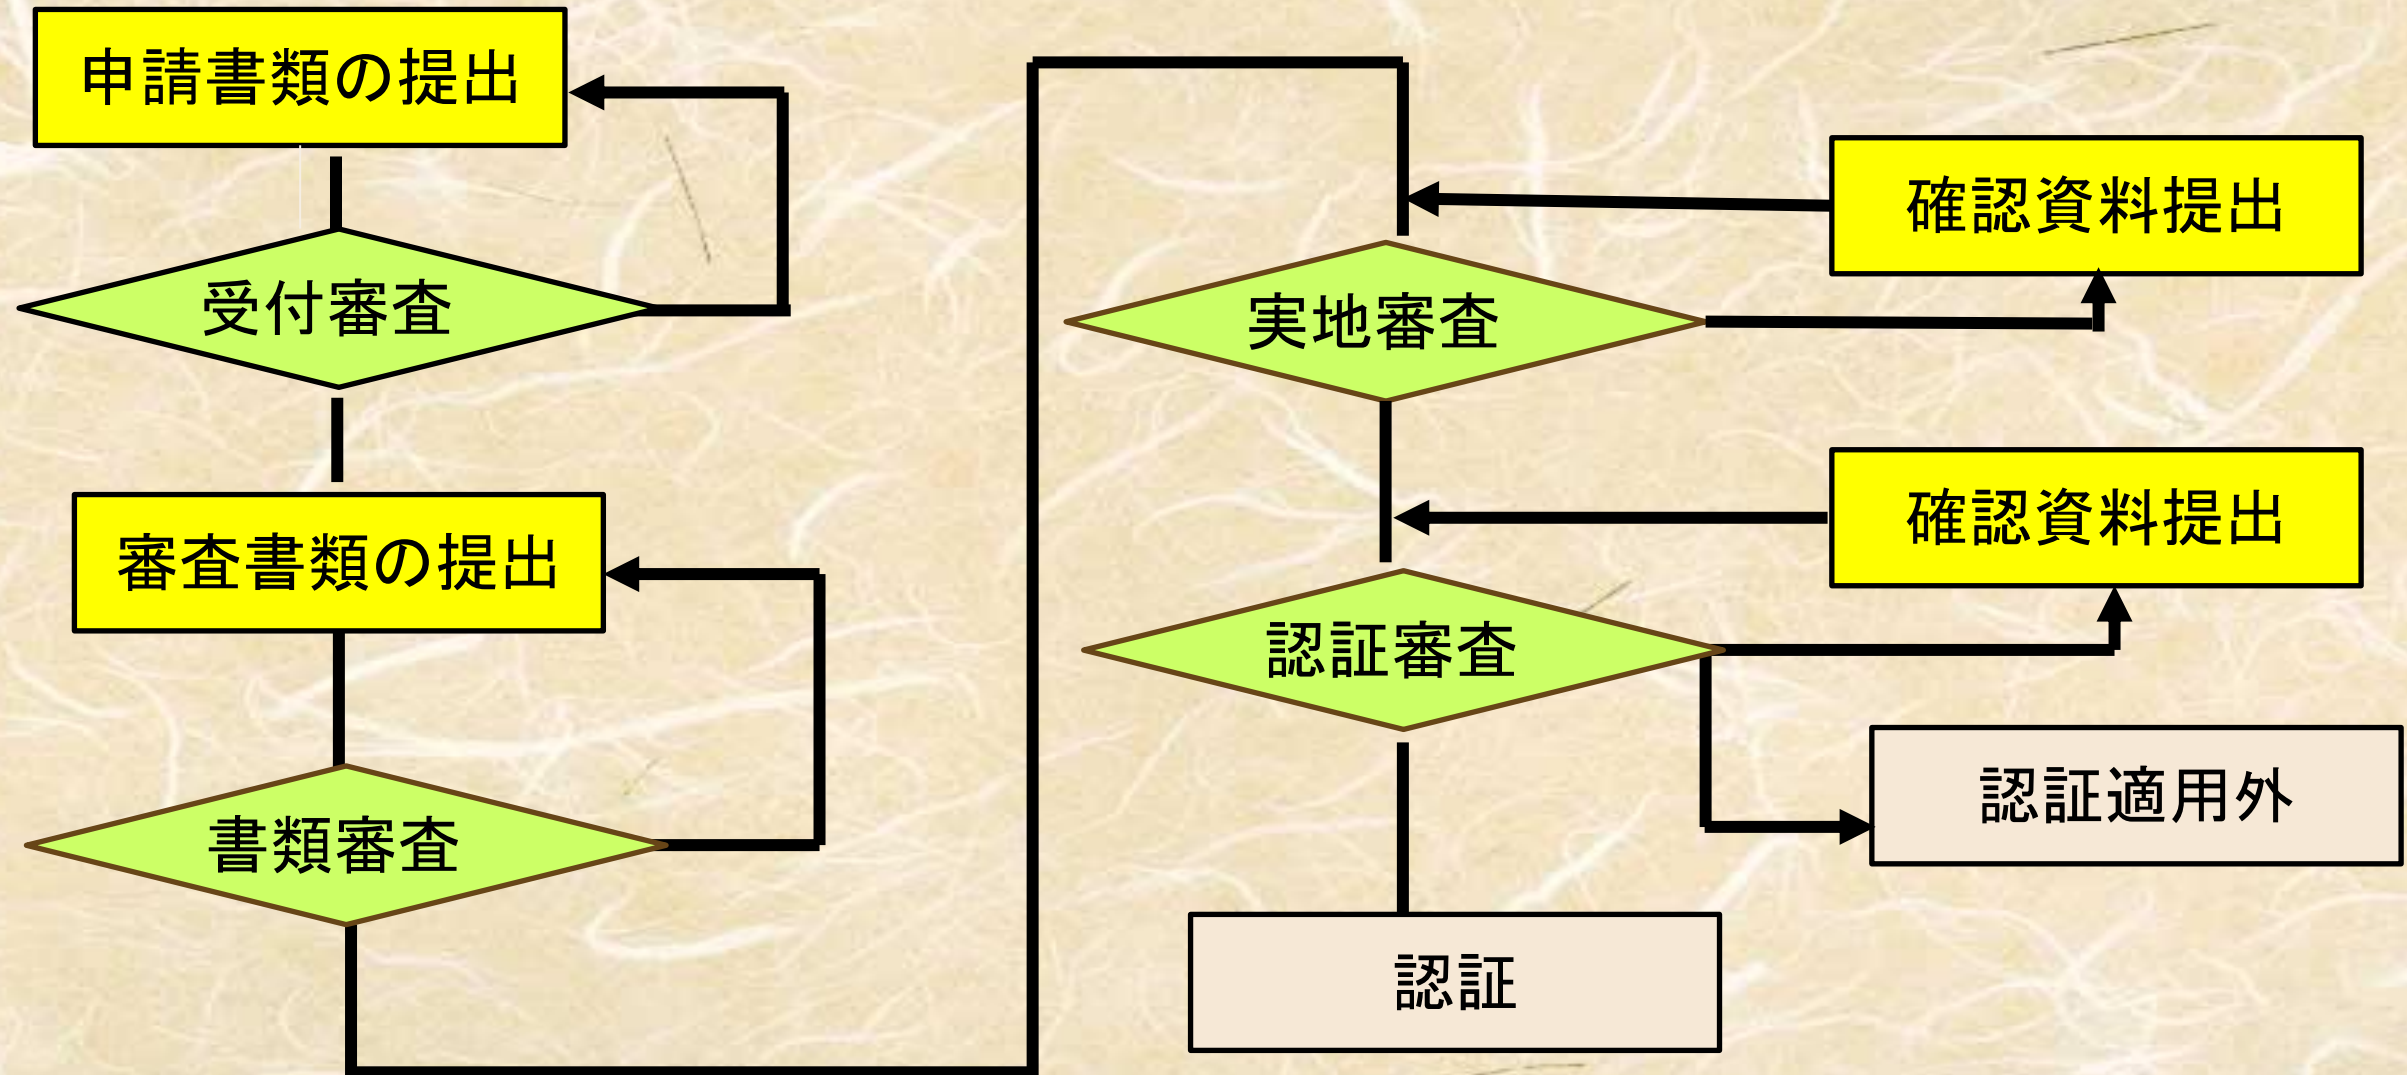 申請書類の提出
受付審査
審査書類の提出
書類審査
確認資料提出
実地審査
確認資料提出
認証審査
認証適用外
認証